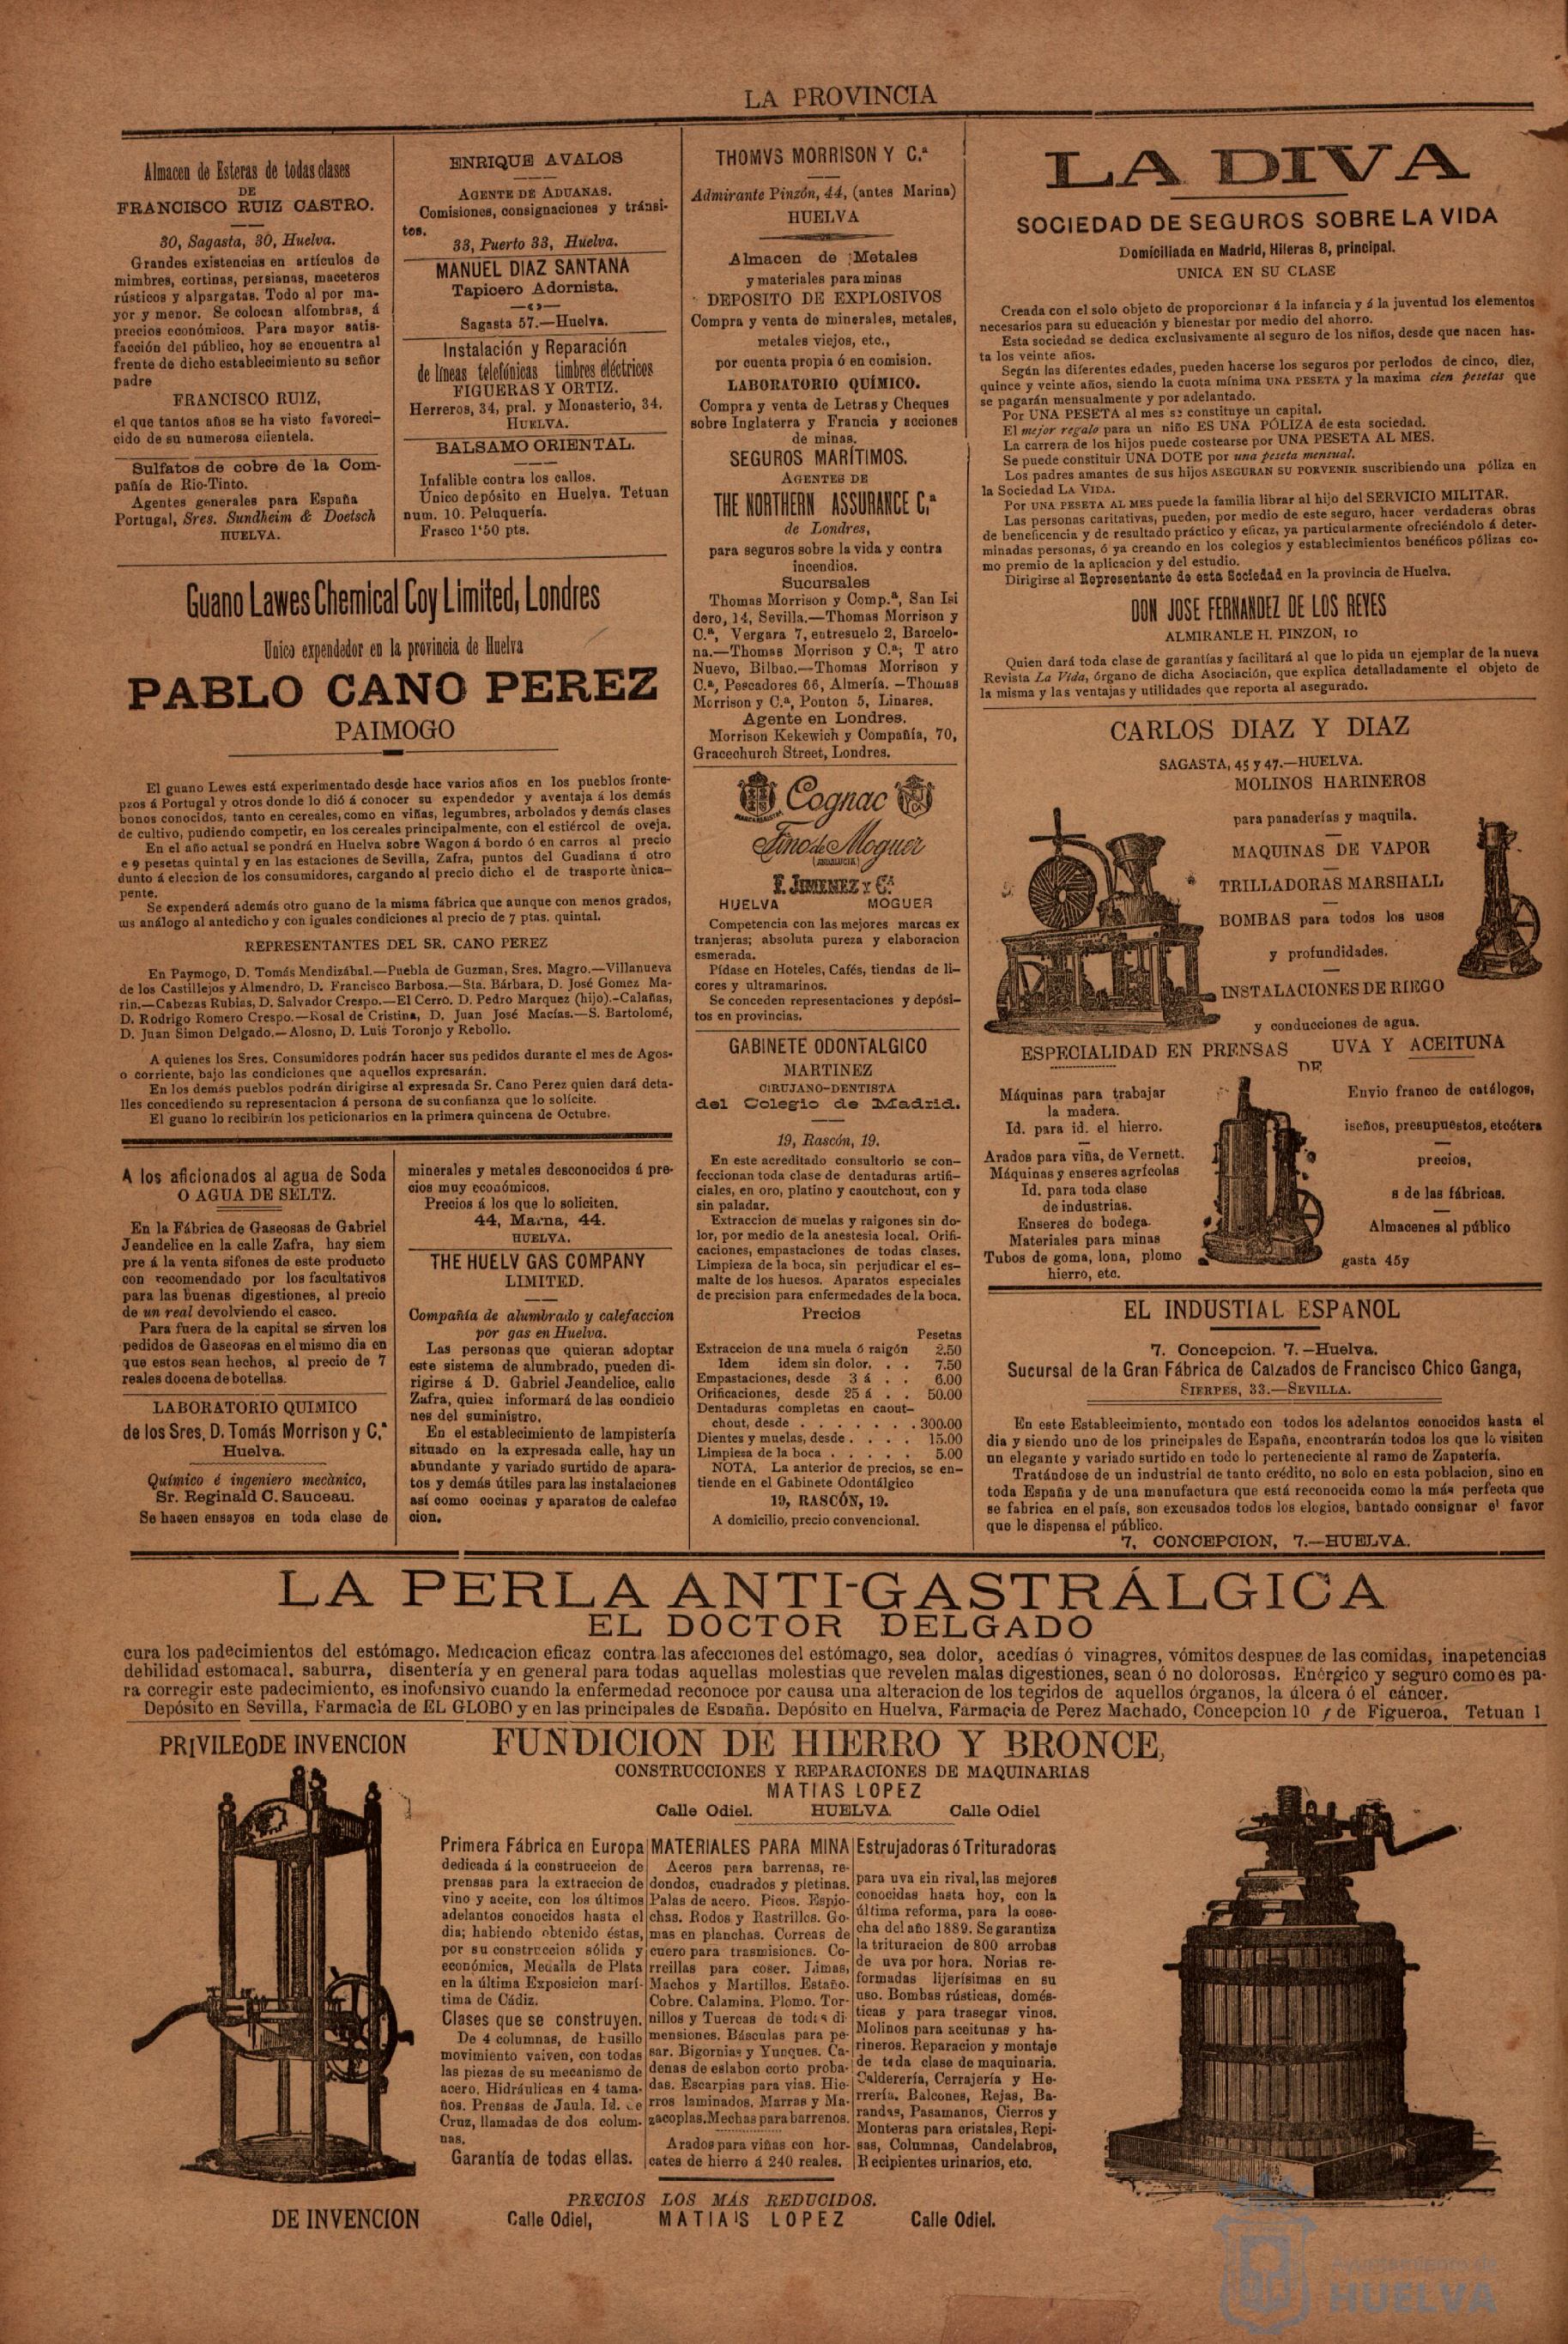 LA PROVINCIA
Almacen de Esteras de todas clases
DE
FRANCISCO RUIZ CASTRO.
30, Sagasta, 30, Huelva.
Grandes existencias en artículos de
mimbres, cortinas, persianas, maceteros
rústicos y alpargatas. Todo al por ma-
yor y menor. Se colocan alfombras, á
precios económicos. Para mayor satis-
facción del público, hoy se encuentra al
frente de dicho establecimiento su señor
padre
FRANCISCO RUIZ,
el que tantos años se ha visto favoreci-
cido de su numerosa clientela.
Sulfatos de cobre de la Com-
pañía de Rio-Tinto.
Agentes generales para España
Portugal, Sres. Sundheim & Doetsch
HUELVA.
ENRIQUE AVALOS
AGENTE DE ADUANAS.
Comisiones, consignaciones y tránsi-
tos.
33, Puerto 33, Huelva.
MANUEL DIAZ SANTANA
Tapicero Adornista.
Sagasta 57.—Huelva.
Instalación y Reparación
de líneas telefónicas timbres eléctricos
FIGUERAS Y ORTIZ.
Herreros, 34, pral. y Monasterio, 34.
HUELVA.
BALSAMO ORIENTAL.
Infalible contra los callos.
Unico depósito en Huelva. Tetuan
num. 10. Peluquería.
Frasco 1'50 pts.
Guano Lawes Chemical Coy Limited, Londres
Unico expendedor en la provincia de Huelva
PABLO CANO PEREZ
PAIMOGO
El guano Lewes está experimentado desde hace varios años en los pueblos fronte-
pzos á Portugal y otros donde lo dió á conocer su expendedor y aventaja á los demás
bonos conocidos, tanto en cereales, como en viñas, legumbres, arbolados y demás clases
de cultivo, pudiendo competir, en los cereales principalmente, con el estiércol de oveja.
En el año actual se pondrá en Huelva sobre Wagon á bordo ó en carros al precio
e 9 pesetas quintal y en las estaciones de Sevilla, Zafra, puntos del Guadiana ú otro
dunto á eleccion de los consumidores, cargando al precio dicho el de trasporte única-
pente.
Se expenderá además otro guano de la misma fábrica que aunque con menos grados,
ws análogo al antedicho y con iguales condiciones al precio de 7 ptas. quintal.
REPRESENTANTES DEL SR. CANO PEREZ
En Paymogo, D. Tomás Mendizábal.—Puebla de Guzman, Sres. Magro.—Villanueva
de los Castillejos y Almendro, D. Francisco Barbosa.—Sta. Bárbara, D. José Gomez Ma-
rin.—Cabezas Rubias, D. Salvador Crespo.—El Cerro. D. Pedro Marquez (hijo).-Calañas,
D. Rodrigo Romero Crespo.—Rosal de Cristina, D. Juan José Macías.—S. Bartolomé,
D. Juan Simon Delgado.—Alosno, D. Luis Toronjo y Rebollo.
A quienes los Sres. Consumidores podrán hacer sus pedidos durante el mes de Agos-
o corriente, bajo las condiciones que aquellos expresarán.
En los demás pueblos podrán dirigirse al expresada Sr. Cano Perez quien dará deta-
lles concediendo su representacion á persona de su confianza que lo solicite.
El guano lo recibirán los peticionarios en la primera quincena de Octubre.
A los aficionados al agua de Soda
O AGUA DE SELTZ.
En la Fábrica de Gaseosas de Gabriel
Jeandelice en la calle Zafra, hay siem
pre á la venta sifones de este producto
con recomendado por los facultativos
para las buenas digestiones, al precio
de un real devolviendo el casco.
Para fuera de la capital se sirven los
pedidos de Gaseosas en el mismo dia en
que estos sean hechos, al precio de 7
reales docena de botellas.
LABORATORIO QUIMICO
de los Sres. D. Tomás Morrison y C.ª
Huelva.
Químico é ingeniero mecànico,
Sr. Reginald C. Sauceau.
Se hacen ensayos en toda clase de
minerales y metales desconocidos á pre-
cios muy económicos.
Precios á los que lo soliciten.
44, Marna, 44.
HUELVA.
THE HUELV GAS COMPANY
LIMITED.
Compañía de alumbrado y calefaccion
por gas en Huelva.
Las personas que quieran adoptar
este sistema de alumbrado, pueden di-
rigirse á D. Gabriel Jeandelice, calle
Zafra, quien informará de las condicio
nes del suministro.
En el establecimiento de lampistería
situado en la expresada calle, hay un
abundante y variado surtido de apara-
tos y demás útiles para las instalaciones
así como cocinas y aparatos de calefac
cion.
THOMVS MORRISON Y C.ª
Admirante Pinzón, 44, (antes Marina)
HUELVA
Almacen de Metales
y materiales para minas
DEPOSITO DE EXPLOSIVOS
Compra y venta de minerales, metales,
metales viejos, etc.,
por cuenta propia ó en comision.
LABORATORIO QUÍMICO.
Compra y venta de Letras y Cheques
sobre Inglaterra y Francia y acciones
de minas.
SEGUROS MARÍTIMOS.
AGENTES DE
THE NORTHERN ASSURANCE C.ª
de Londres,
para seguros sobre la vida y contra
incendios.
Sucursales
Thomas Morrison y Comp.ª, San Isi
doro, 14, Sevilla.—Thomas Morrison y
C.ª, Vergara 7, entresuelo 2, Barcelo-
na.—Thomas Morrison y C.ª; T atro
Nuevo, Bilbao.—Thomas Morrison y
C.ª, Pescadores 66, Almería. —Thomas
Morrison y C.ª, Ponton 5, Linares.
Agente en Londres.
Morrison Kekewich y Compañía, 70,
Gracechurch Street, Londres.
Cognac
Fino de Moguer
(ANDALUCIA)
F. JIMENEZ Y C.ª
HUELVA MOGUER
Competencia con las mejores marcas ex
tranjeras; absoluta pureza y elaboracion
esmerada.
Pídase en Hoteles, Cafés, tiendas de li-
cores y ultramarinos.
Se conceden representaciones y depósi-
tos en provincias.
GABINETE ODONTALGICO
MARTINEZ
CIRUJANO-DENTISTA
del Colegio de Madrid.
19, Rascón, 19.
En este acreditado consultorio se con-
feccionan toda clase de dentaduras artifi-
ciales, en oro, platino y caoutchout, con y
sin paladar.
Extraccion de muelas y raigones sin do-
lor, por medio de la anestesia local. Orifi-
caciones, empastaciones de todas clases.
Limpieza de la boca, sin perjudicar el es-
malte de los huesos. Aparatos especiales
de precision para enfermedades de la boca.
Precios
Pesetas
Extraccion de una muela ó raigón 2.50
Idem idem sin dolor. . . 7.50
Empastaciones, desde 3 á . . 6.00
Orificaciones, desde 25 á . . 50.00
Dentaduras completas en caout-
chout, desde . . . . . . . 300.00
Dientes y muelas, desde . . . . 15.00
Limpieza de la boca . . . . . 5.00
NOTA. La anterior de precios, se en-
tiende en el Gabinete Odontálgico
19, RASCÓN, 19.
A domicilio, precio convencional.
LA DIVA
SOCIEDAD DE SEGUROS SOBRE LA VIDA
Domiciliada en Madrid, Hileras 8, principal.
UNICA EN SU CLASE
Creada con el solo objeto de proporcionar á la infancia y á la juventud los elementos
necesarios para su educación y bienestar por medio del ahorro.
Esta sociedad se dedica exclusivamente al seguro de los niños, desde que nacen has-
ta los veinte años.
Según las diferentes edades, pueden hacerse los seguros por perlodos de cinco, diez,
quince y veinte años, siendo la cuota mínima UNA PESETA y la maxima cien pesetas que
se pagarán mensualmente y por adelantado.
Por UNA PESETA al mes se constituye un capital.
El mejor regalo para un niño ES UNA PÓLIZA de esta sociedad.
La carrera de los hijos puede costearse por UNA PESETA AL MES.
Se puede constituir UNA DOTE por una peseta mensual.
Los padres amantes de sus hijos ASEGURAN SU PORVENIR suscribiendo una póliza en
la Sociedad LA VIDA.
Por UNA PESETA AL MES puede la familia librar al hijo del SERVICIO MILITAR.
Las personas caritativas, pueden, por medio de este seguro, hacer verdaderas obras
de beneficencia y de resultado práctico y eficaz, ya particularmente ofreciéndolo á deter-
minadas personas, ó ya creando en los colegios y establecimientos benéficos pólizas co-
mo premio de la aplicacion y del estudio.
Dirigirse al Representante de esta Sociedad en la provincia de Huelva.
DON JOSE FERNANDEZ DE LOS REYES
ALMIRANLE H. PINZON, 10
Quien dará toda clase de garantías y facilitará al que lo pida un ejemplar de la nueva
Revista La Vida, órgano de dicha Asociación, que explica detalladamente el objeto de
la misma y las ventajas y utilidades que reporta al asegurado.
CARLOS DIAZ Y DIAZ
SAGASTA, 45 y 47.—HUELVA.
MOLINOS HARINEROS
para panaderías y maquila.
MAQUINAS DE VAPOR
TRILLADORAS MARSHALL
BOMBAS para todos los usos
y profundidades.
INSTALACIONES DE RIEGO
y conducciones de agua.
ESPECIALIDAD EN PRENSAS DE UVA Y ACEITUNA
Máquinas para trabajar
la madera.
Id. para id. el hierro.
Arados para viña, de Vernett.
Máquinas y enseres agrícolas
Id. para toda clase
de industrias.
Enseres de bodega.
Materiales para minas
Tubos de goma, lona, plomo
hierro, etc.
Envio franco de catálogos,
iseños, presupuestos, etcétera
precios,
s de las fábricas.
Almacenes al público
gasta 45y
EL INDUSTIAL ESPANOL
7. Concepcion. 7.—Huelva.
Sucursal de la Gran Fábrica de Calzados de Francisco Chico Ganga,
SIERPES, 33.—SEVILLA.
En este Establecimiento, montado con todos los adelantos conocidos hasta el
dia y siendo uno de los principales de España, encontrarán todos los que lo visiten
un elegante y variado surtido en todo lo perteneciente al ramo de Zapatería.
Tratándose de un industrial de tanto crédito, no solo en esta poblacion, sino en
toda España y de una manufactura que está reconocida como la más perfecta que
se fabrica en el país, son excusados todos los elogios, bantado consignar el favor
que le dispensa el público.
7, CONCEPCION, 7.—HUELVA.
LA PERLA ANTI-GASTRÁLGICA
EL DOCTOR DELGADO
cura los padecimientos del estómago. Medicacion eficaz contra las afecciones del estómago, sea dolor, acedías ó vinagres, vómitos despues de las comidas, inapetencias
debilidad estomacal, saburra, disentería y en general para todas aquellas molestias que revelen malas digestiones, sean ó no dolorosas. Enérgico y seguro como es pa-
ra corregir este padecimiento, es inofensivo cuando la enfermedad reconoce por causa una alteracion de los tegidos de aquellos órganos, la úlcera ó el cáncer.
Depósito en Sevilla, Farmacia de EL GLOBO y en las principales de España. Depósito en Huelva, Farmacia de Perez Machado, Concepcion 10 y de Figueroa, Tetuan 1
PRIVILEODE INVENCION
DE INVENCION
FUNDICION DE HIERRO Y BRONCE,
CONSTRUCCIONES Y REPARACIONES DE MAQUINARIAS
MATIAS LOPEZ
Calle Odiel. HUELVA. Calle Odiel
Primera Fábrica en Europa
dedicada á la construccion de
prensas para la extraccion de
vino y aceite, con los últimos
adelantos conocidos hasta el
dia; habiendo obtenido éstas,
por su construccion sólida y
económica, Medalla de Plata
en la última Exposicion marí-
tima de Cádiz.
Clases que se construyen.
De 4 columnas, de husillo
movimiento vaiven, con todas
las piezas de su mecanismo de
acero. Hidráulicas en 4 tama-
ños. Prensas de Jaula. Id. de
Cruz, llamadas de dos colum-
nas.
Garantía de todas ellas.
MATERIALES PARA MINA
Aceros para barrenas, re-
dondos, cuadrados y pletinas.
Palas de acero. Picos. Espio-
chas. Rodos y Rastrillos. Go-
mas en planchas. Correas de
cuero para trasmisiones. Co-
rreillas para coser. Limas,
Machos y Martillos. Estaño.
Cobre. Calamina. Plomo. Tor-
nillos y Tuercas de todas di-
mensiones. Básculas para pe-
sar. Bigornias y Yunques. Ca-
denas de eslabon corto proba-
das. Escarpias para vias. Hie-
rros laminados. Marras y Ma-
zacoplas. Mechas para barrenos.
Arados para viñas con hor-
cates de hierro á 240 reales.
Estrujadoras ó Trituradoras
para uva sin rival, las mejores
conocidas hasta hoy, con la
última reforma, para la cose-
cha del año 1889. Se garantiza
la trituracion de 800 arrobas
de uva por hora. Norias re-
formadas lijerísimas en su
uso. Bombas rústicas, domés-
ticas y para trasegar vinos.
Molinos para aceitunas y ha-
rineros. Reparacion y montaje
de toda clase de maquinaria.
Calderería, Cerrajería y He-
rrería. Balcones, Rejas, Ba-
randas, Pasamanos, Cierros y
Monteras para cristales, Repi-
sas, Columnas, Candelabros,
Recipientes urinarios, etc.
PRECIOS LOS MÁS REDUCIDOS.
Calle Odiel, MATIAS LOPEZ Calle Odiel.
Ayuntamiento de
HUELVA